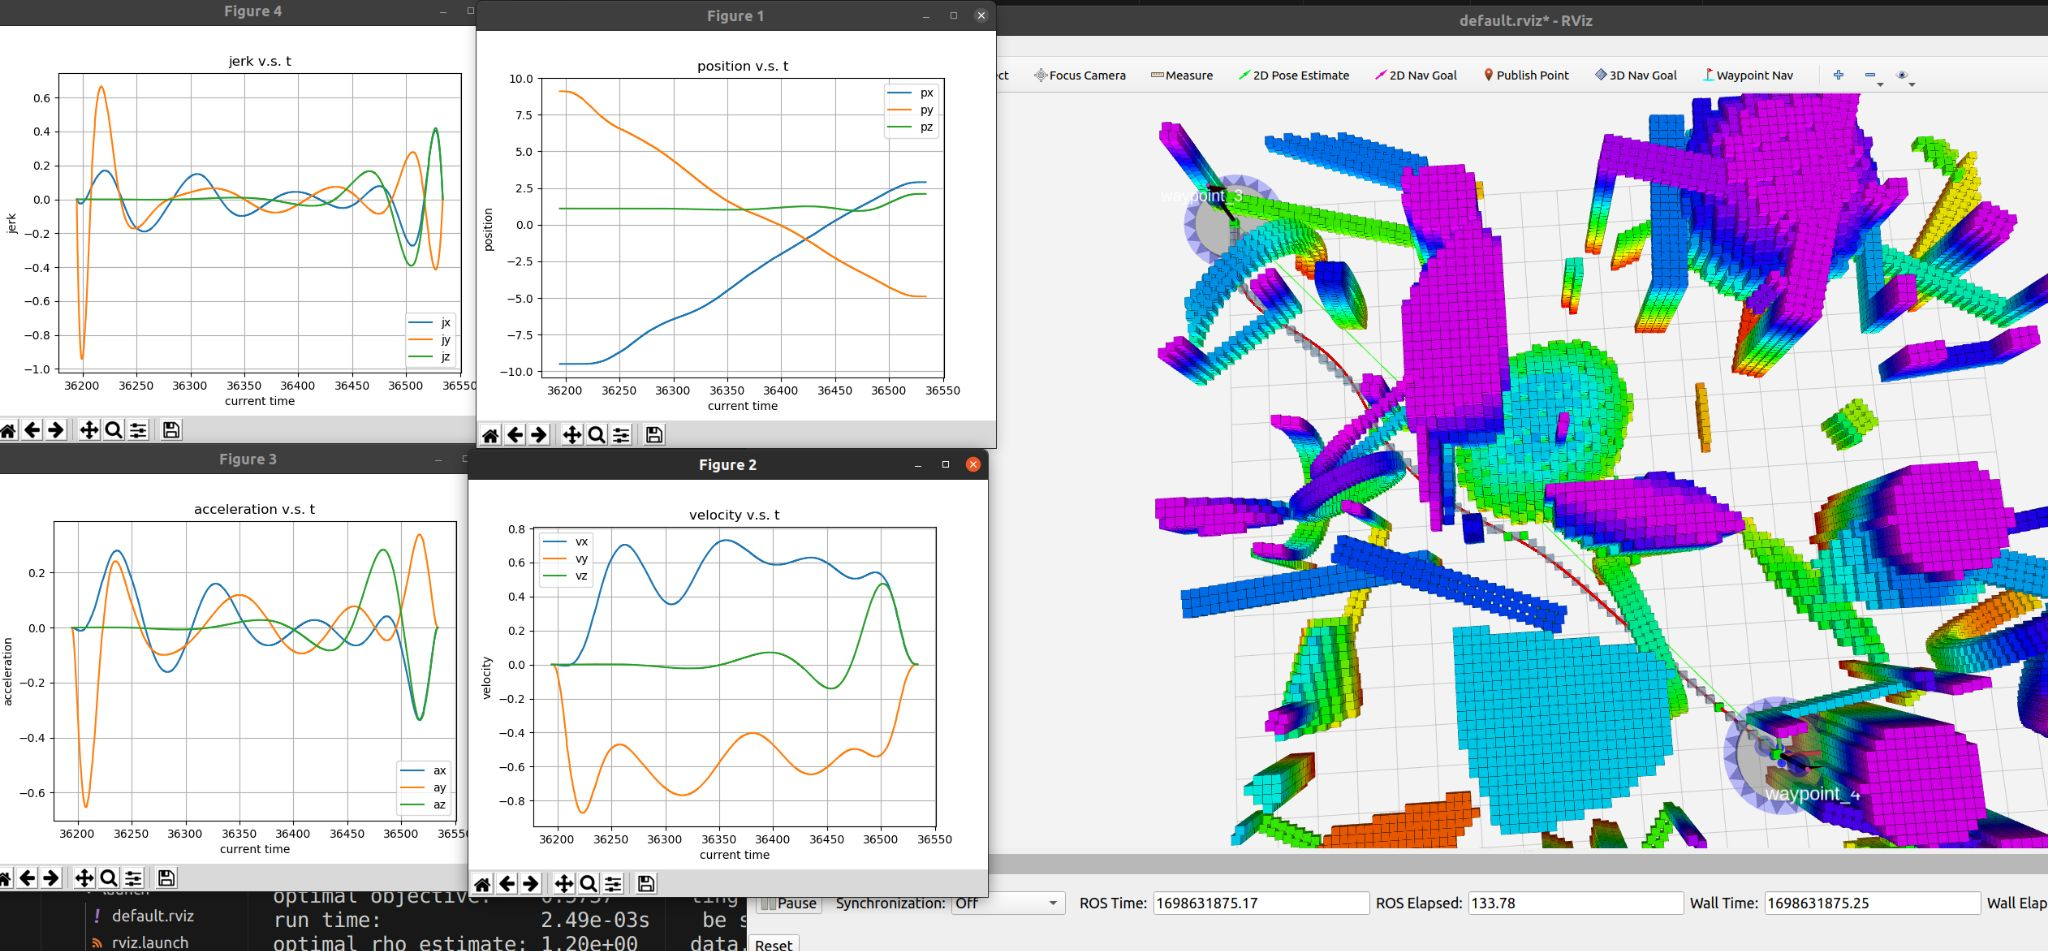 Figure 4
jerk v.s. t
0.6
0.4
0.2
0.0
−0.2
−0.4
−0.6
−0.8
−1.0
jerk
jx
jy
jz
36200 36250 36300 36350 36400 36450 36500 36550
current time
Figure 1
position v.s. t
10.0
7.5
5.0
2.5
0.0
−2.5
−5.0
−7.5
−10.0
position
px
py
pz
36200 36250 36300 36350 36400 36450 36500 36550
current time
Figure 3
acceleration v.s. t
0.2
0.0
−0.2
−0.4
−0.6
acceleration
ax
ay
az
36200 36250 36300 36350 36400 36450 36500 36550
current time
Figure 2
velocity v.s. t
0.8
0.6
0.4
0.2
0.0
−0.2
−0.4
−0.6
−0.8
velocity
vx
vy
vz
36200 36250 36300 36350 36400 36450 36500 36550
current time
default.rviz* - RViz
ect Focus Camera Measure 2D Pose Estimate 2D Nav Goal Publish Point 3D Nav Goal Waypoint Nav
waypoint_3
waypoint_4
default.rviz
rviz.launch
optimal objective:
run time: 2.49e-03s be s
optimal rho estimate: 1.20e+00 data.
Pause Synchronization: Off ROS Time: 1698631875.17 ROS Elapsed: 133.78 Wall Time: 1698631875.25 Wall Elap
Reset